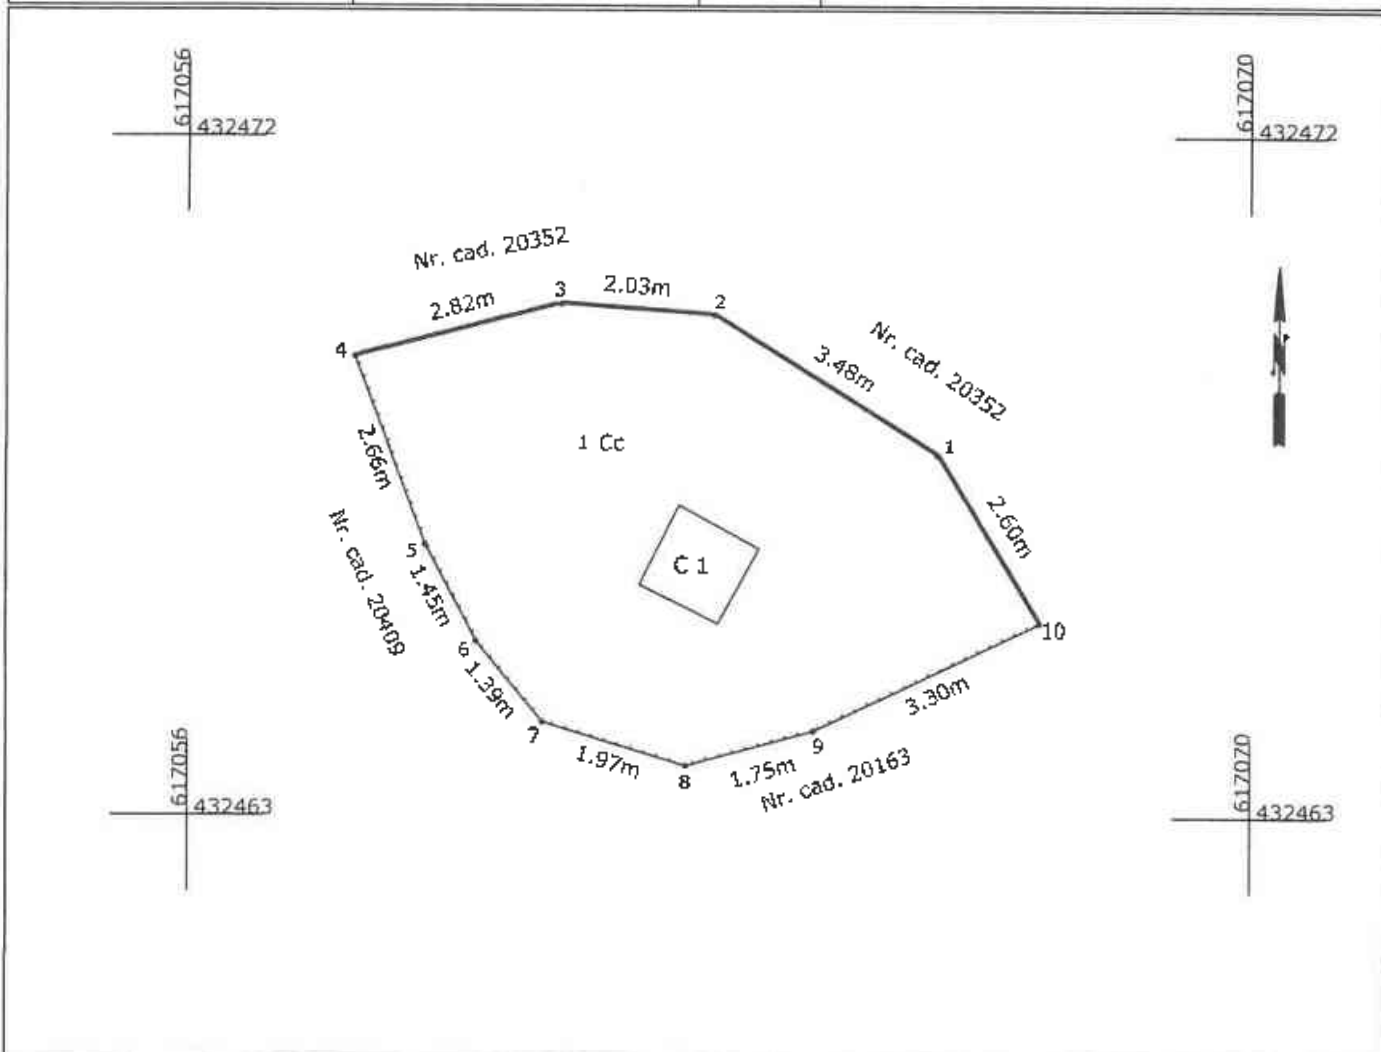 617056
432472
617070
432472
Nr. cad. 20352
2.82m
3
2.03m
2
4
3.48m
Nr. cad. 20352
1 Cc
1
2.66m
2.60m
5
C 1
Nr. cad. 20409
1.45m
6
10
1.39m
3.30m
7
1.97m
8
1.75m
9
Nr. cad. 20163
617056
432463
617070
432463
N